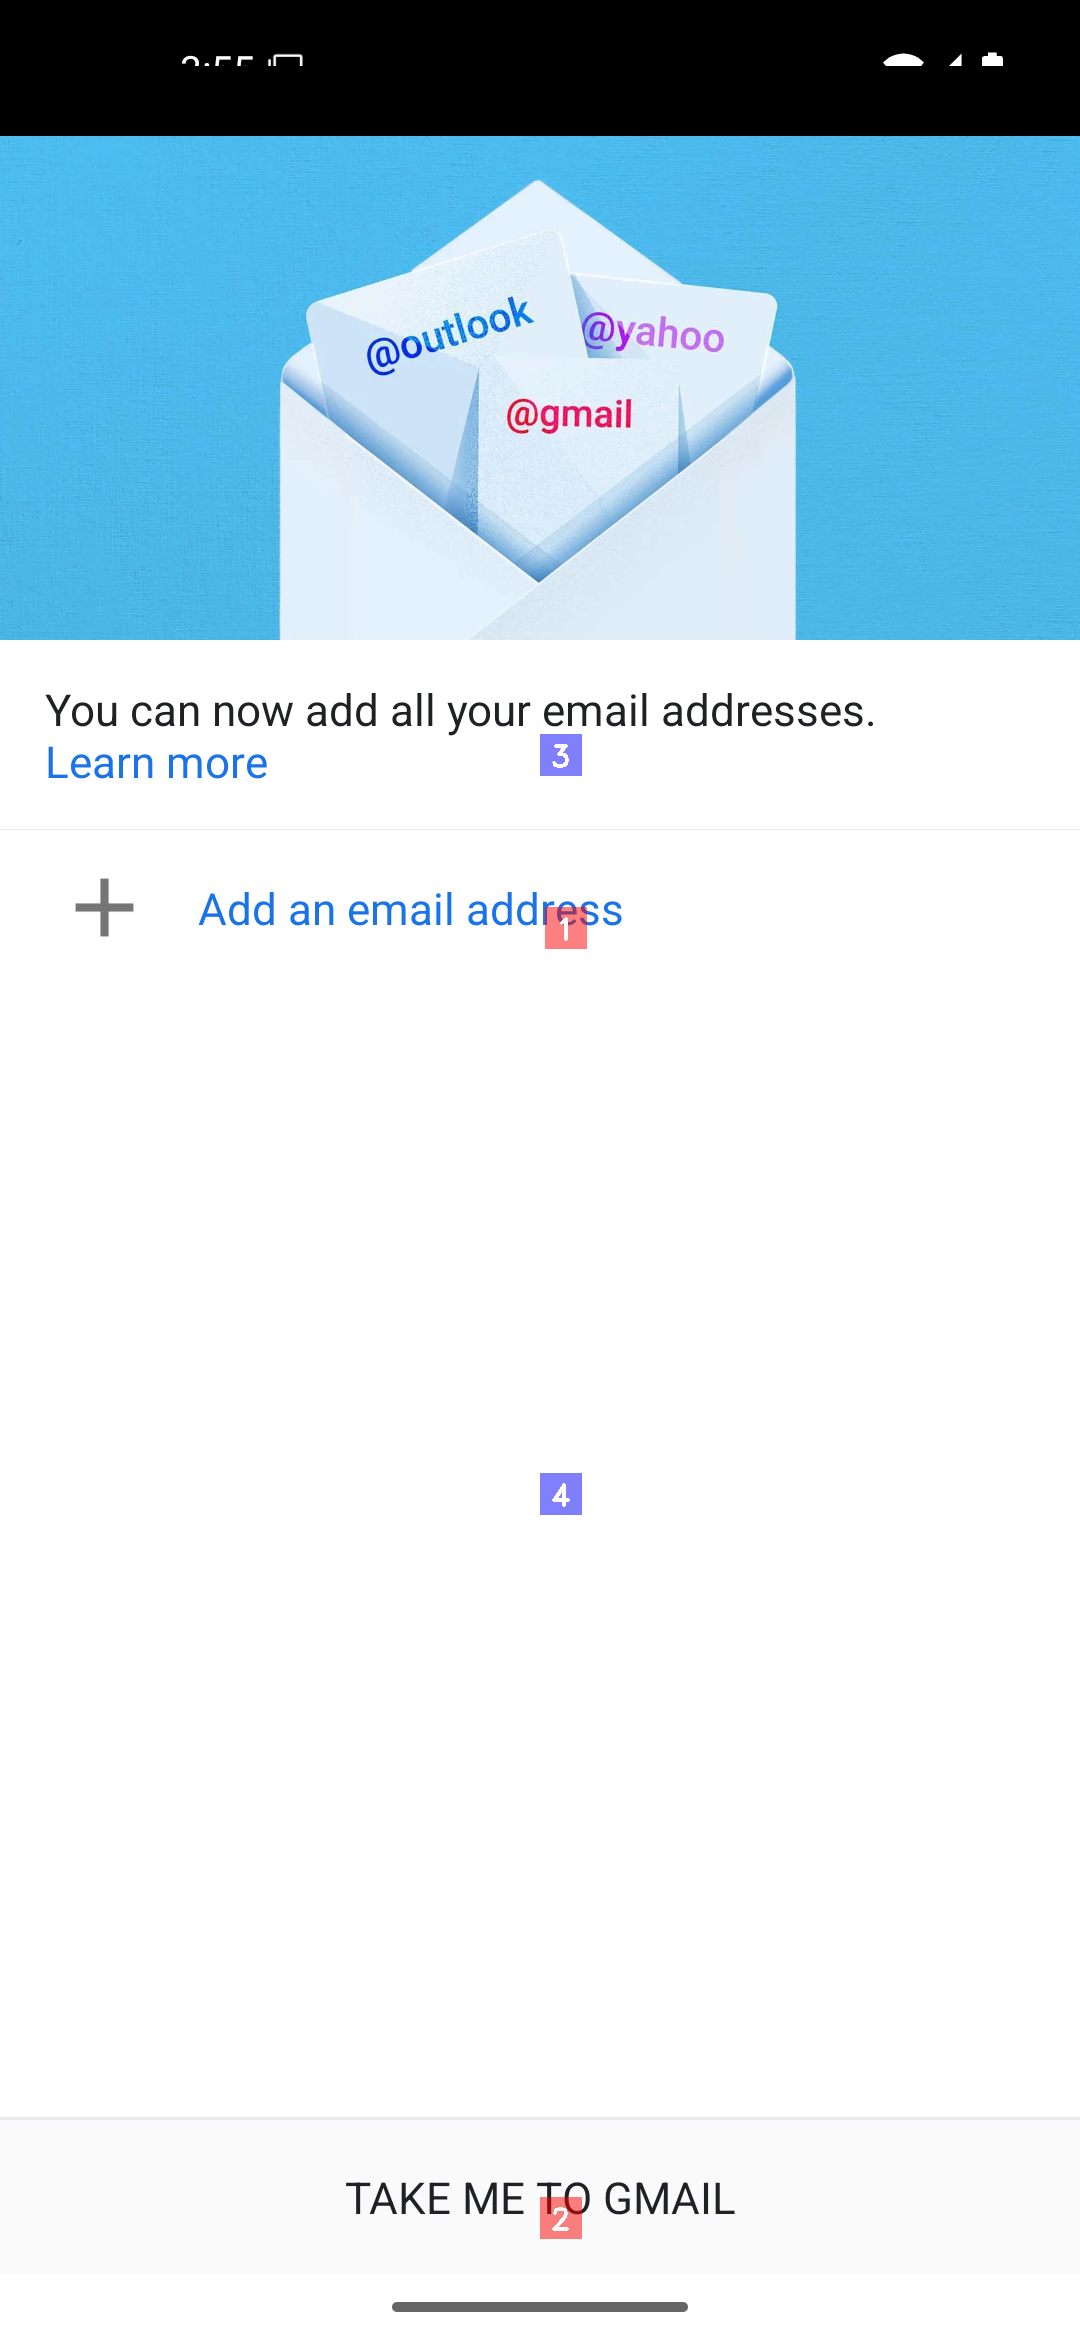 @outlook
@yahoo
@gmail
You can now add all your email addresses.
Learn more
3
Add an email address
1
4
TAKE ME TO GMAIL
2